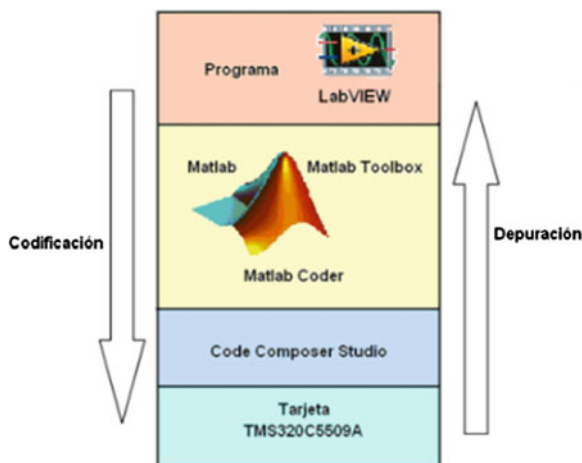 Programa
LabVIEW
Matlab
Matlab Toolbox
Matlab Coder
Codificación
Depuración
Code Composer Studio
Tarjeta
TMS320C5509A